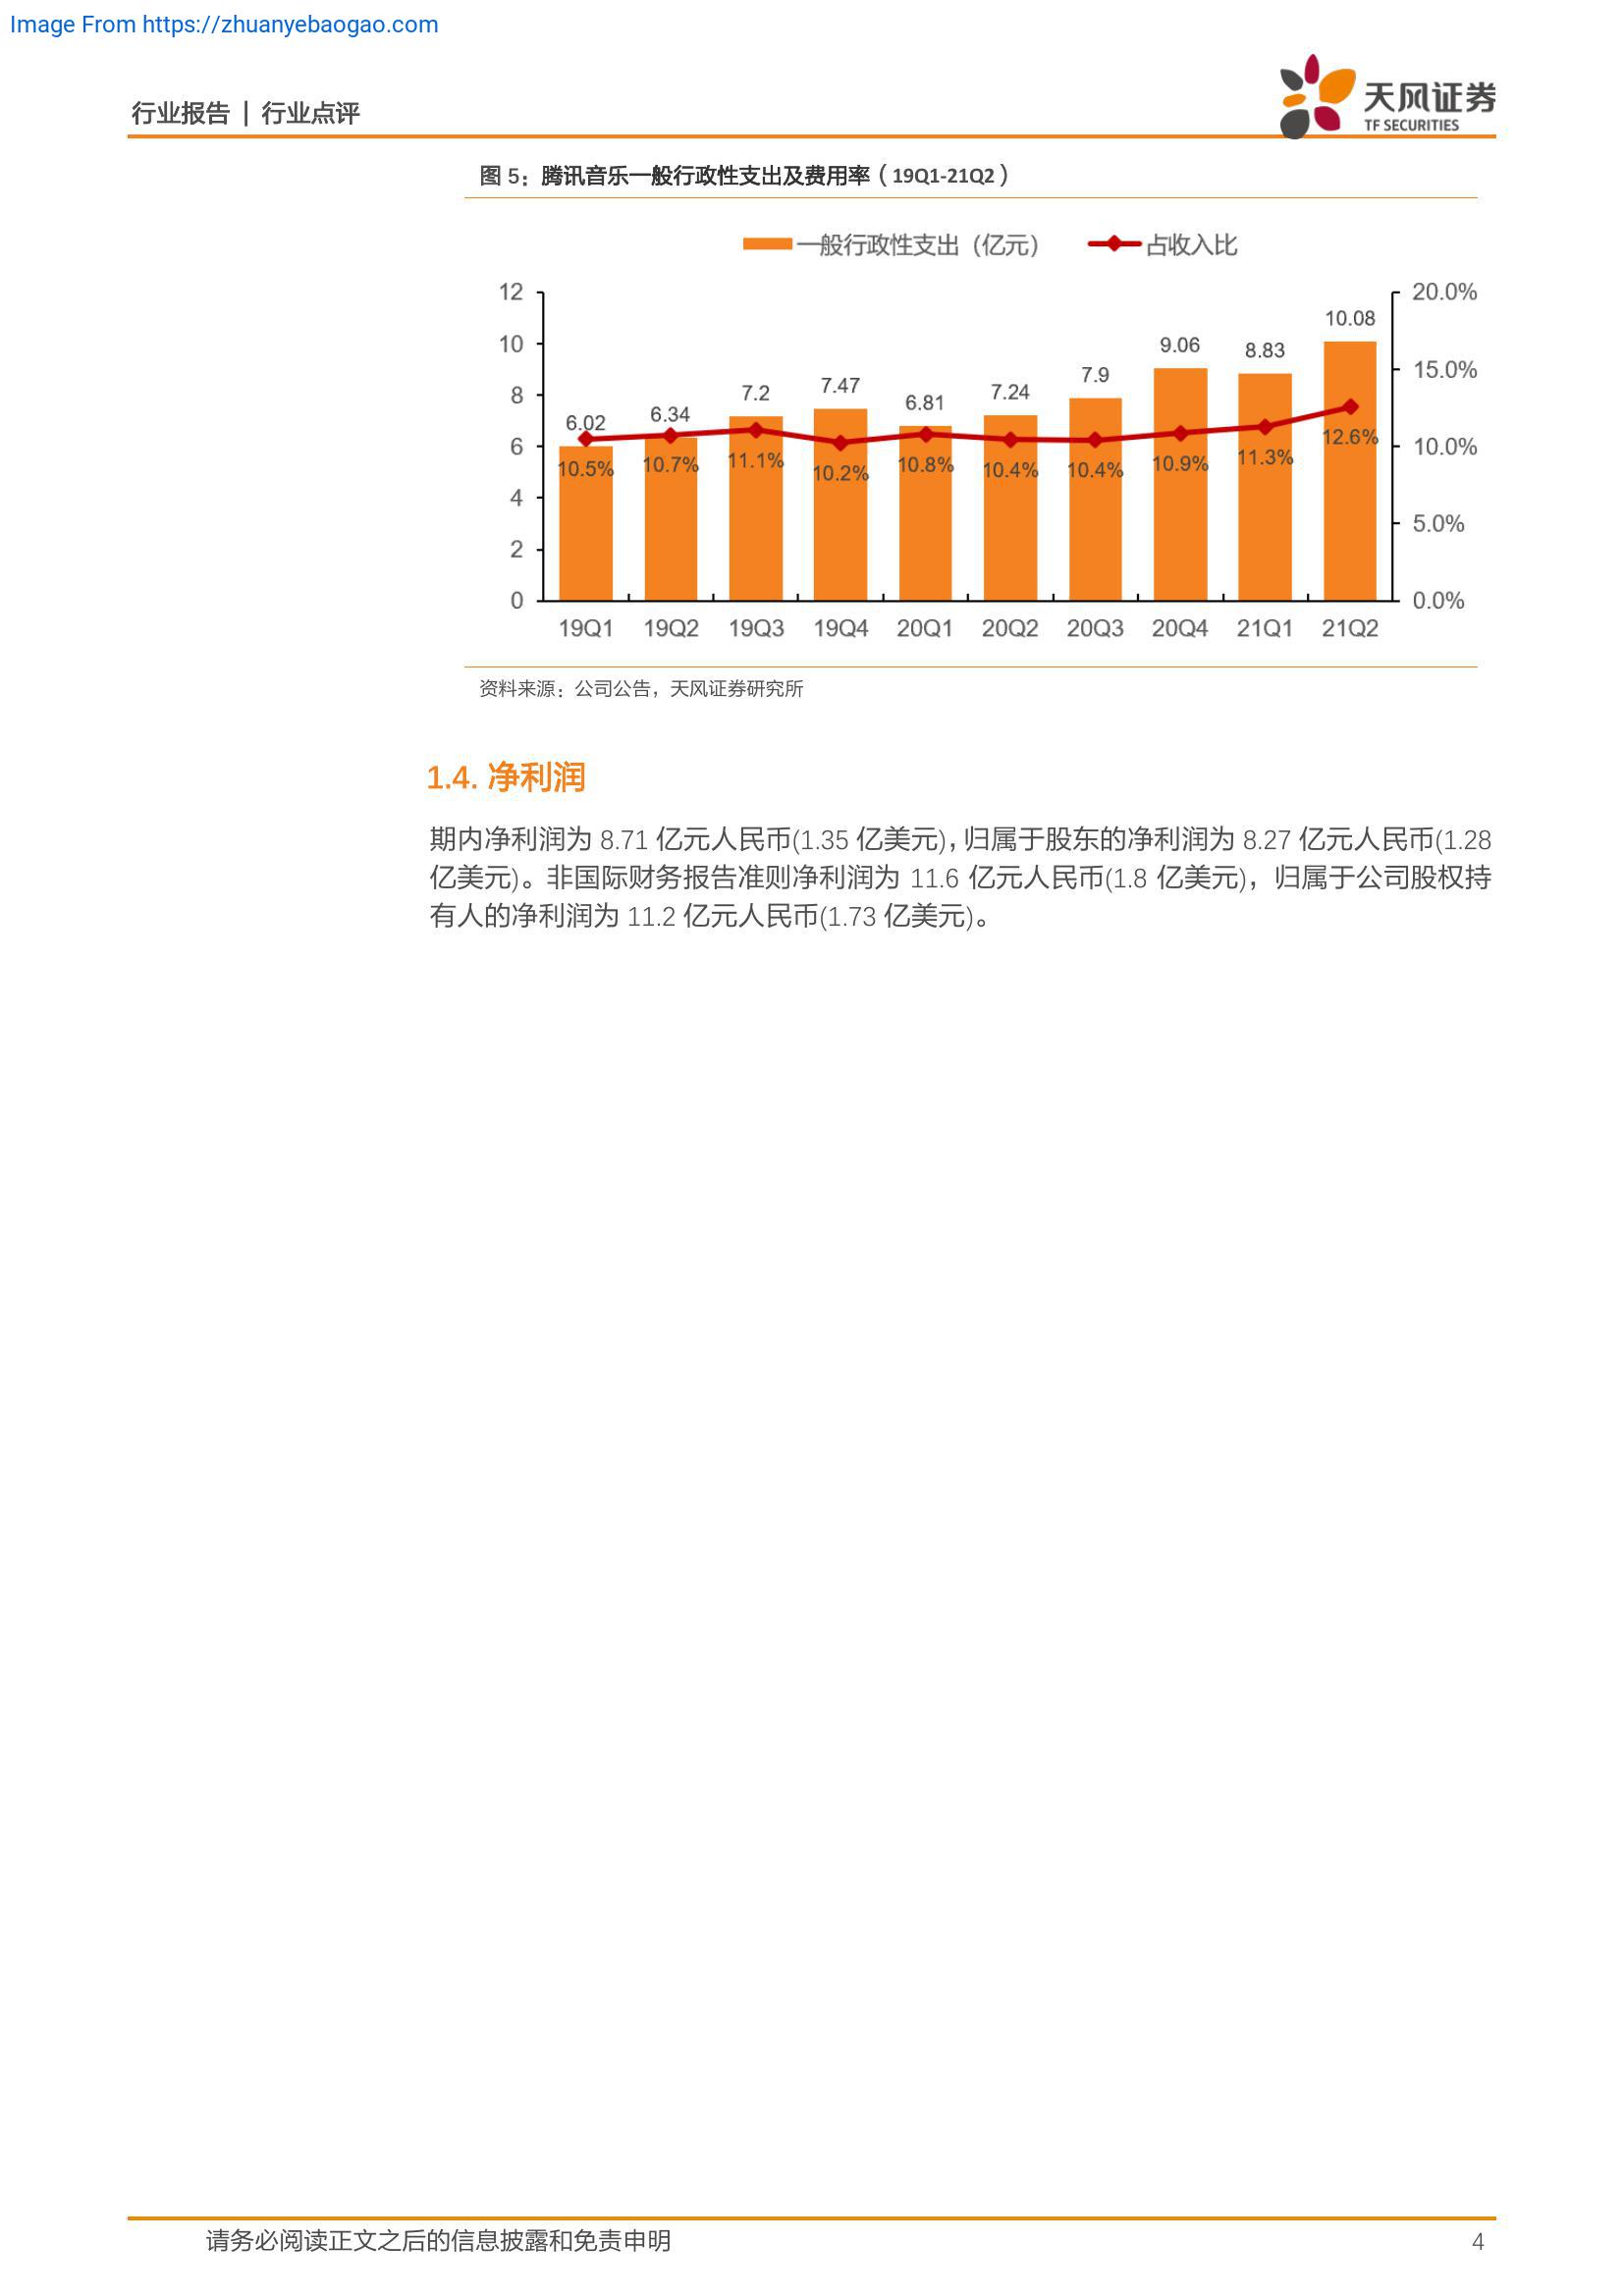 Image From https://zhuanyebaogao.com
行业报告 | 行业点评
天风证券
TF SECURITIES
图 5：腾讯音乐一般行政性支出及费用率（19Q1-21Q2）
一般行政性支出（亿元） 占收入比
12 20.0%
10 15.0%
8 10.0%
6 5.0%
4 0.0%
2
0
6.02 6.34 7.2 7.47 6.81 7.24 7.9 9.06 8.83 10.08
10.5% 10.7% 11.1% 10.2% 10.8% 10.4% 10.4% 10.9% 11.3% 12.6%
19Q1 19Q2 19Q3 19Q4 20Q1 20Q2 20Q3 20Q4 21Q1 21Q2
资料来源：公司公告，天风证券研究所
1.4. 净利润
期内净利润为 8.71 亿元人民币(1.35 亿美元)，归属于股东的净利润为 8.27 亿元人民币(1.28
亿美元)。非国际财务报告准则净利润为 11.6 亿元人民币(1.8 亿美元)，归属于公司股权持
有人的净利润为 11.2 亿元人民币(1.73 亿美元)。
请务必阅读正文之后的信息披露和免责申明 4